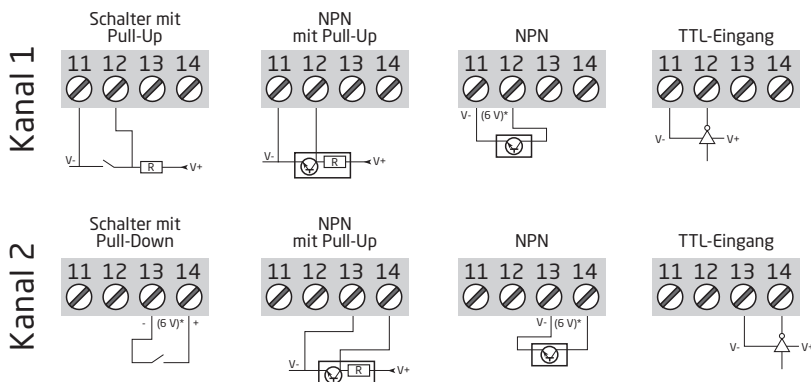 Kanal 1
Schalter mit
Pull-Up
11 12 13 14
V-
R
V+
NPN
mit Pull-Up
11 12 13 14
V-
R
V+
NPN
11 12 13 14
V- (6 V)*
TTL-Eingang
11 12 13 14
V-
V+
Kanal 2
Schalter mit
Pull-Down
11 12 13 14
- (6 V)* +
NPN
mit Pull-Up
11 12 13 14
V-
R
V+
NPN
11 12 13 14
V- (6 V)*
TTL-Eingang
11 12 13 14
V-
V+